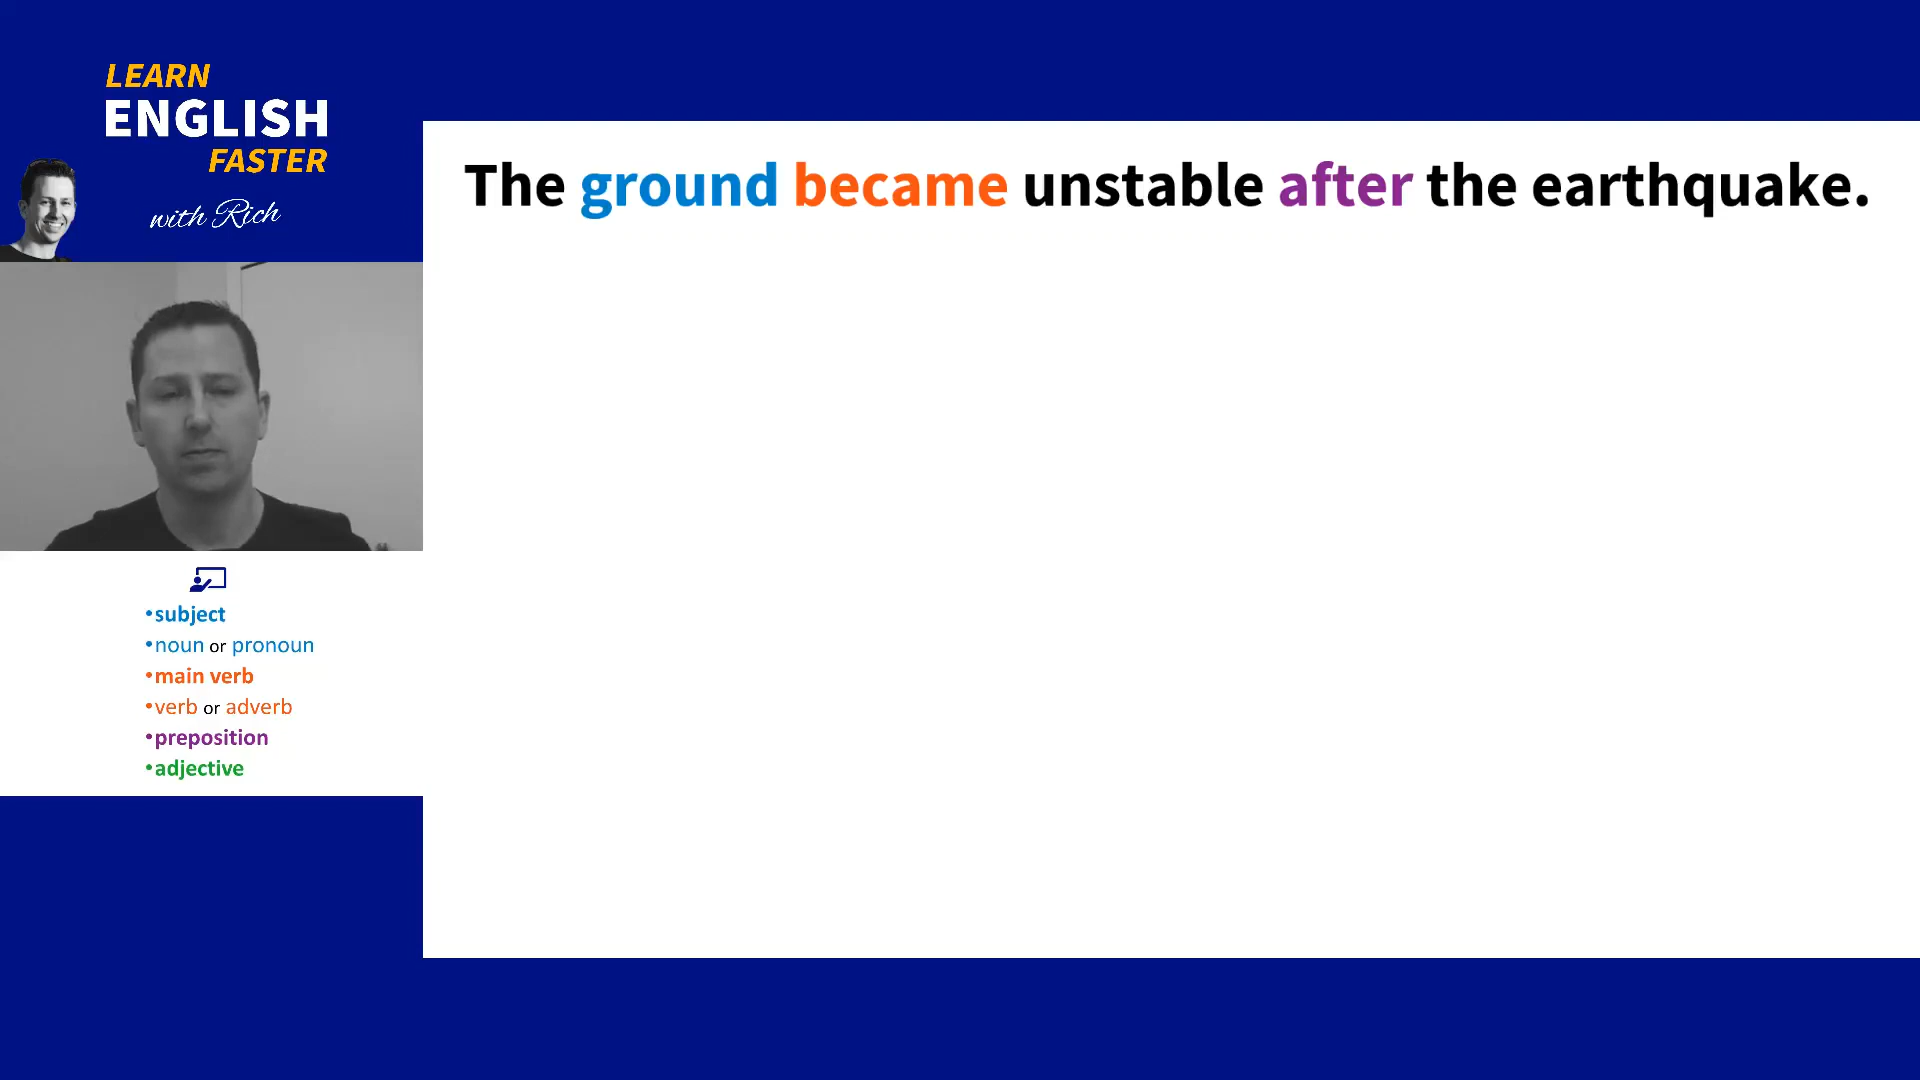 LEARN
ENGLISH
FASTER
with Rich
The ground became unstable after the earthquake.
•subject
•noun or pronoun
•main verb
•verb or adverb
•preposition
•adjective